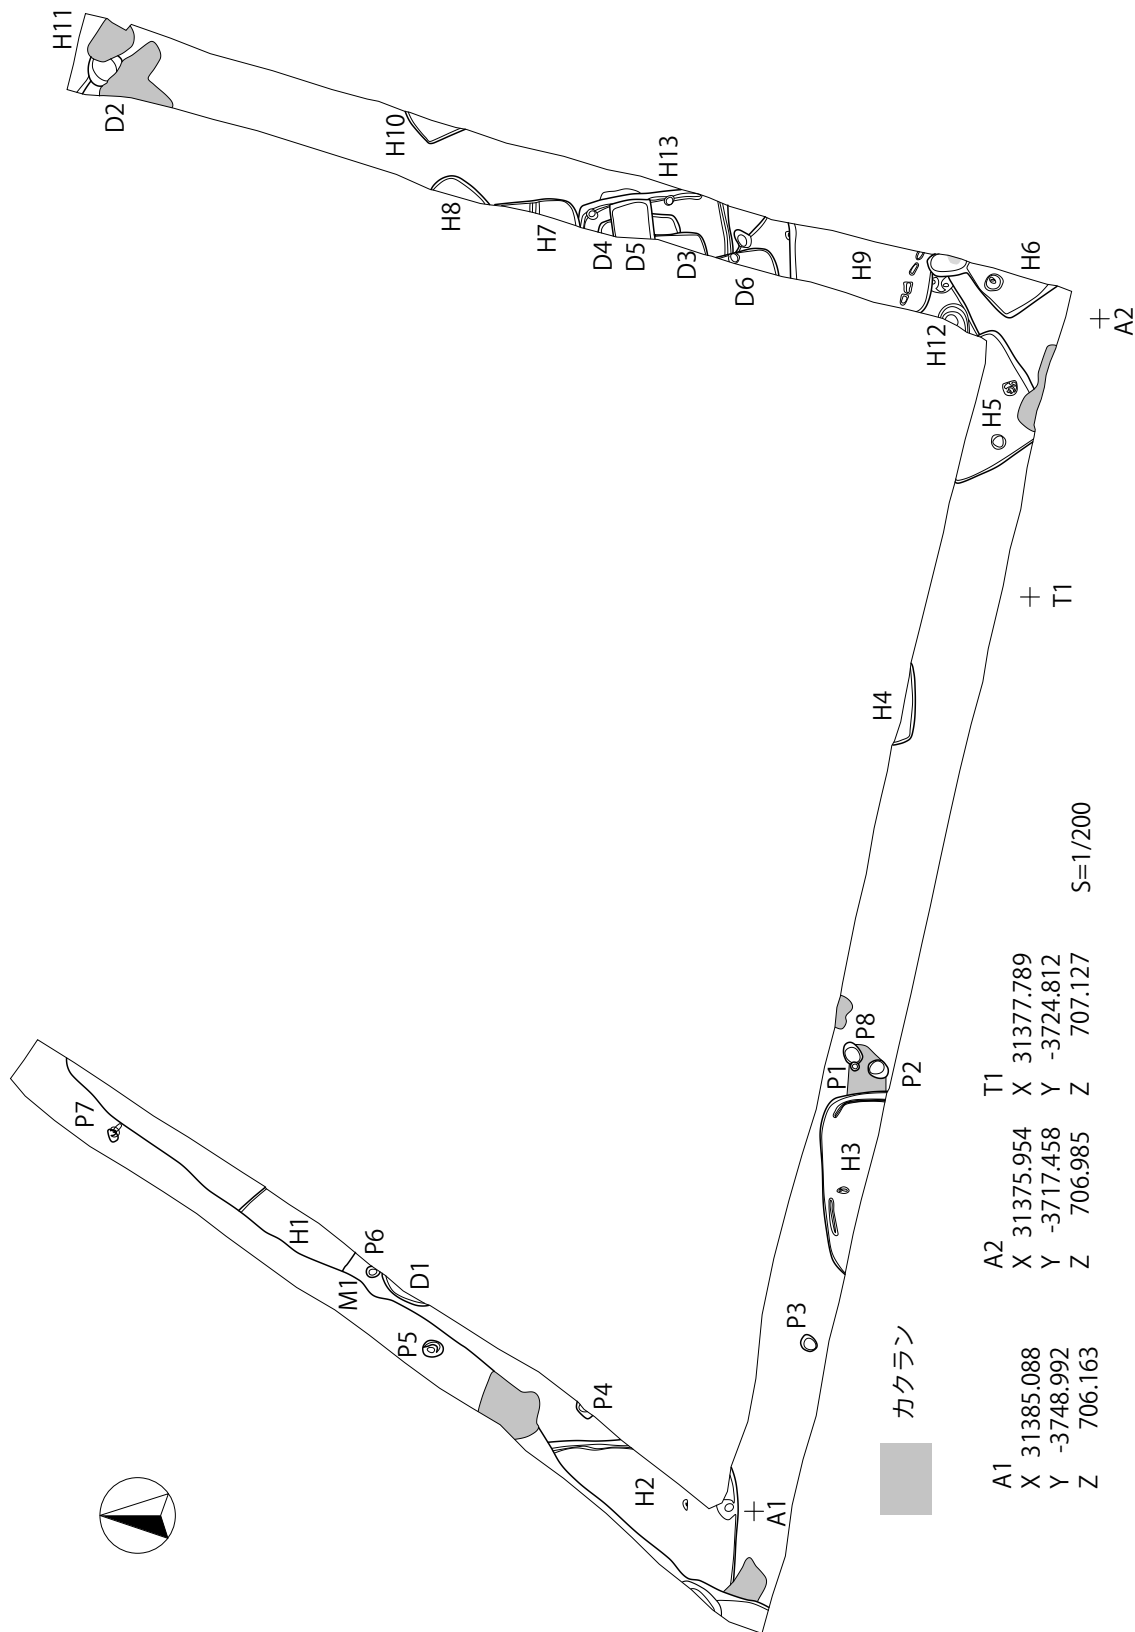 H11
D2
H10
H8
H13
H7
D4
D5
D3
D6
H9
H6
H12
A2
H5
T1
H4
P7
H1
P6
M1
D1
P5
P4
H2
A1
P3
H3
P1
P8
P2
カクラン
A1
X 31385.088
Y -3748.992
Z 706.163
A2
X 31375.954
Y -3717.458
Z 706.985
T1
X 31377.789
Y -3724.812
Z 707.127
S=1/200